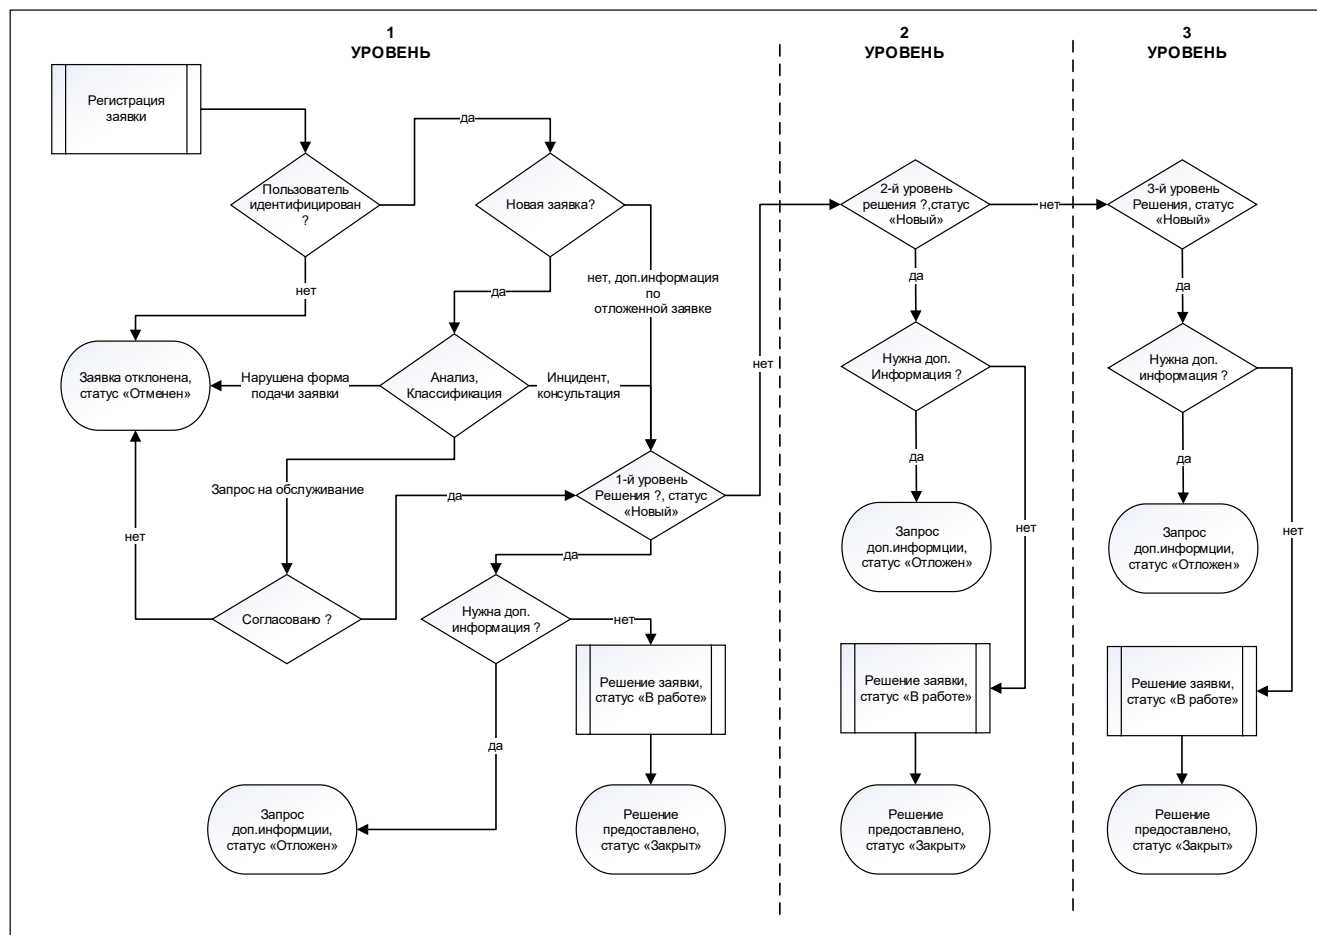 1
УРОВЕНЬ
2
УРОВЕНЬ
3
УРОВЕНЬ
Регистрация
заявки
да
Пользователь
идентифицирован
?
Новая заявка?
2-й уровень
решения ?,статус
«Новый»
нет
3-й уровень
Решения, статус
«Новый»
нет
да
нет, доп.информация
по
отложенной заявке
да
да
Заявка отклонена,
статус «Отменен»
Нарушена форма
подачи заявки
Анализ,
Классификация
Инцидент,
консультация
нет
Нужна доп.
Информация ?
Нужна доп.
информация ?
да
да
Запрос на обслуживание
да
1-й уровень
Решения ?, статус
«Новый»
нет
да
Запрос
доп.информции,
статус «Отложен»
нет
Запрос
доп.информции,
статус «Отложен»
нет
Согласовано ?
Нужна доп.
информация ?
нет
Решение заявки,
статус «В работе»
Решение заявки,
статус «В работе»
Решение заявки,
статус «В работе»
да
Запрос
доп.информции,
статус «Отложен»
Решение
предоставлено,
статус «Закрыт»
Решение
предоставлено,
статус «Закрыт»
Решение
предоставлено,
статус «Закрыт»